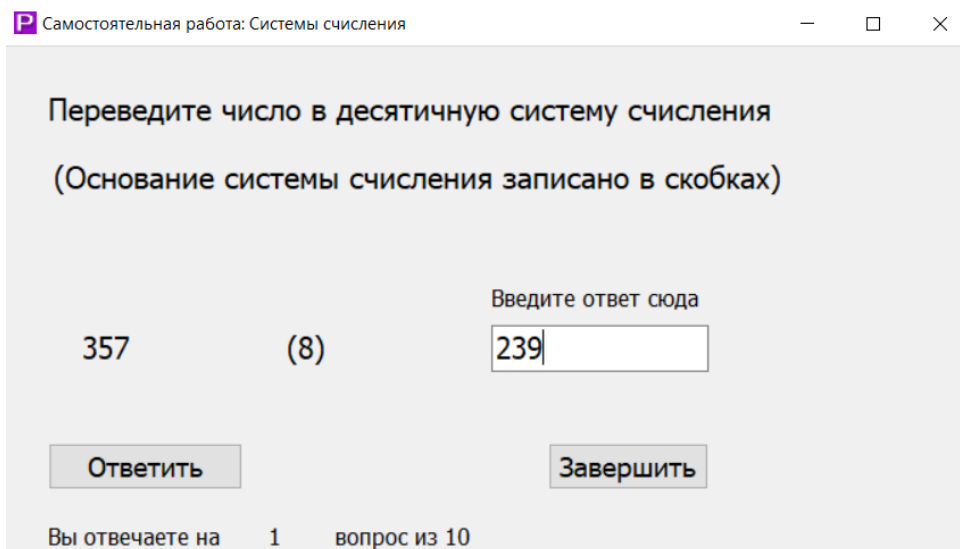 Самостоятельная работа: Системы счисления
Переведите число в десятичную систему счисления
(Основание системы счисления записано в скобках)
Введите ответ сюда
357 (8) 239
Ответить Завершить
Вы отвечаете на 1 вопрос из 10